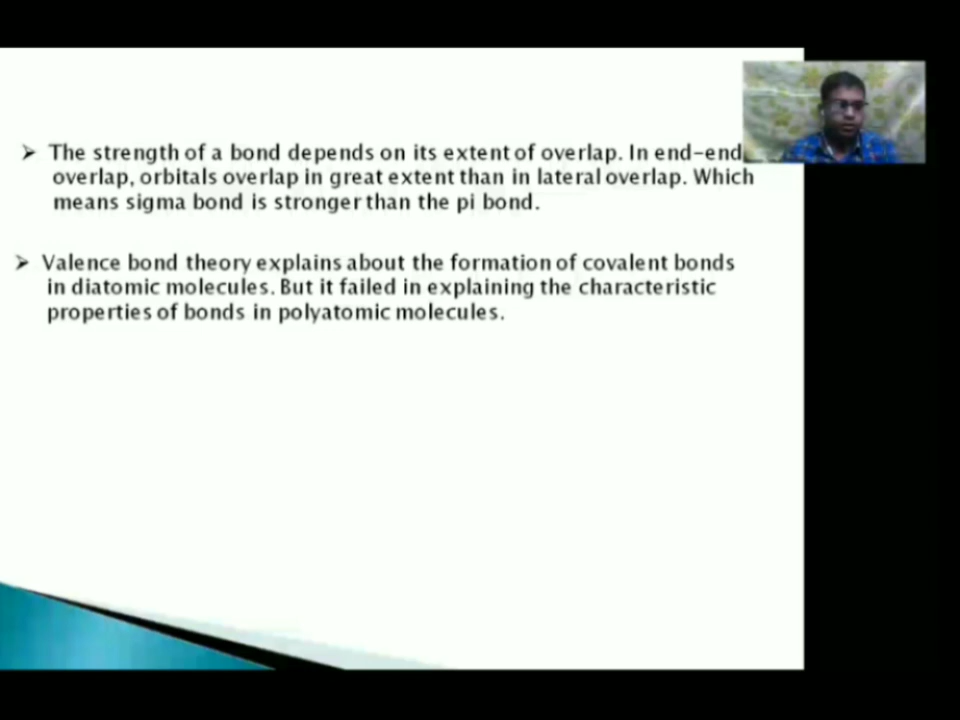 ➢ The strength of a bond depends on its extent of overlap. In end-end
overlap, orbitals overlap in great extent than in lateral overlap. Which
means sigma bond is stronger than the pi bond.
➢ Valence bond theory explains about the formation of covalent bonds
in diatomic molecules. But it failed in explaining the characteristic
properties of bonds in polyatomic molecules.